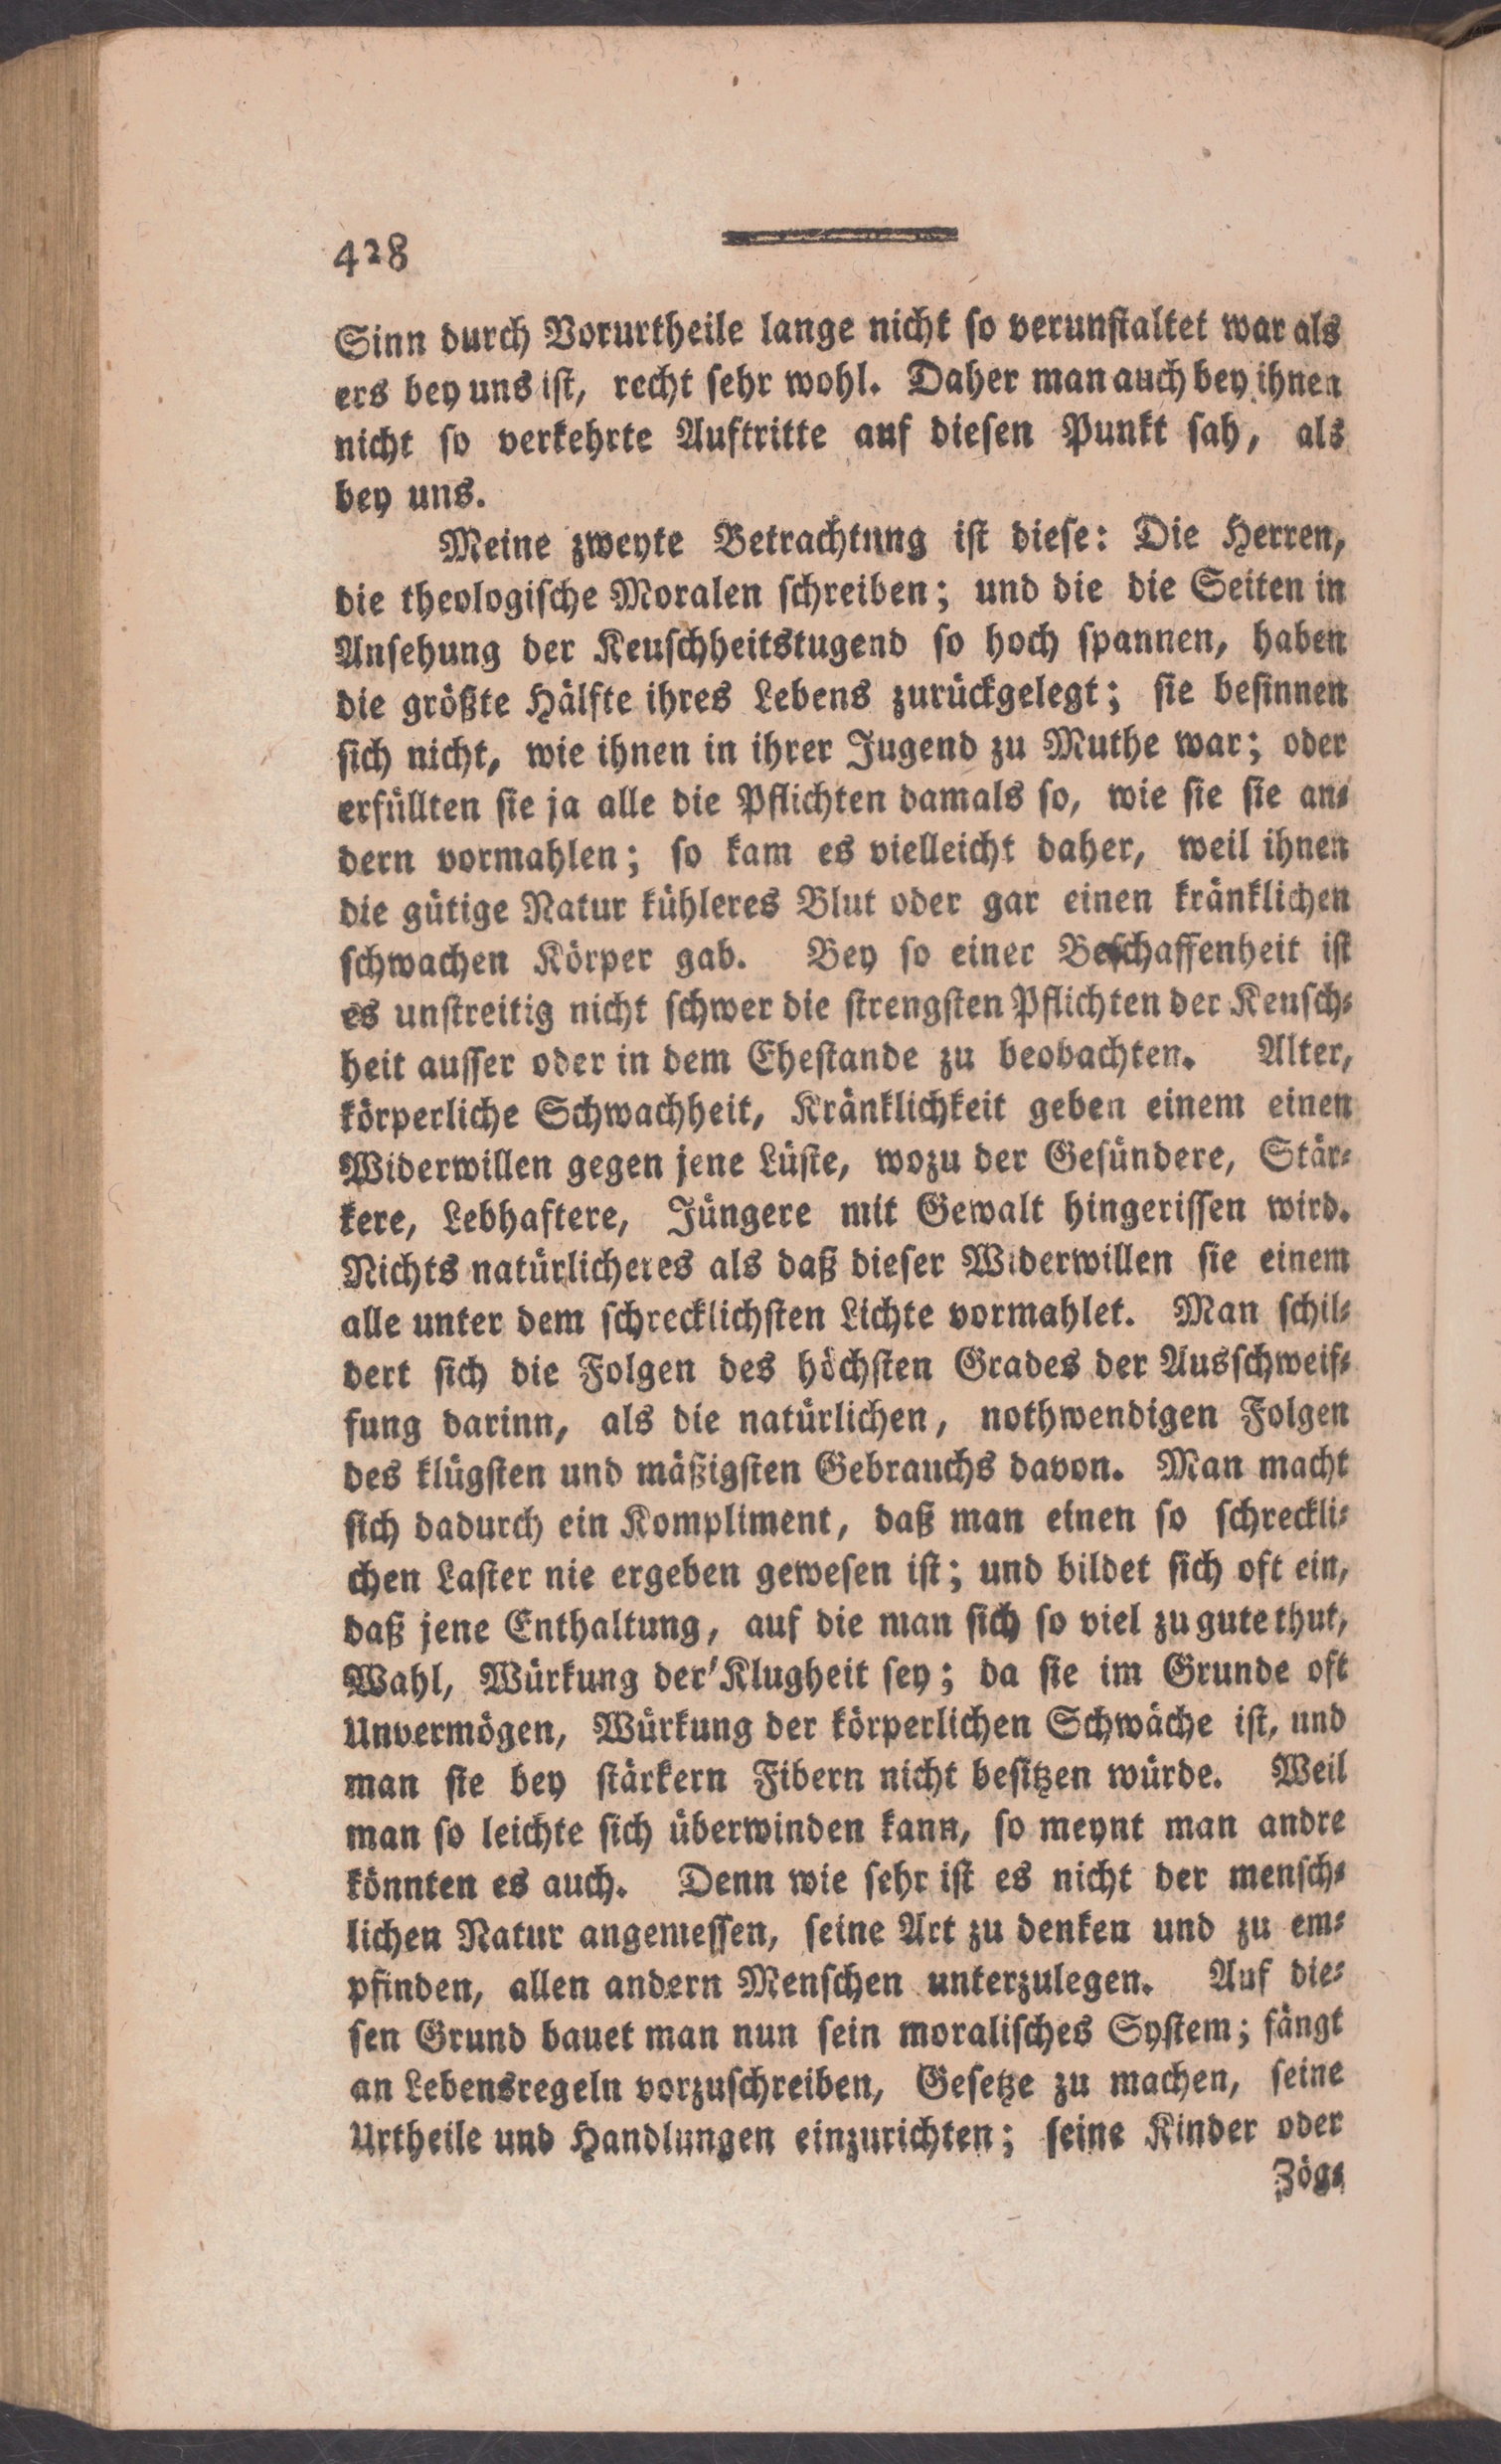 428
Sinn durch Vorurtheile lange nicht so verunstaltet war als
ers bey uns ist, recht sehr wohl. Daher man auch bey ihnen
nicht so verkehrte Auftritte auf diesen Punkt sah, als
bey uns.
Meine zweyte Betrachtung ist diese: Die Herren,
die theologische Moralen schreiben; und die die Seiten in
Ansehung der Keuschheitstugend so hoch spannen, haben
die größte Hälfte ihres Lebens zurückgelegt; sie besinnen
sich nicht, wie ihnen in ihrer Jugend zu Muthe war; oder
erfüllten sie ja alle die Pflichten damals so, wie sie sie an-
dern vormahlen; so kam es vielleicht daher, weil ihnen
die gütige Natur kühleres Blut oder gar einen kränklichen
schwachen Körper gab. Bey so einer Beschaffenheit ist
es unstreitig nicht schwer die strengsten Pflichten der Keusch-
heit ausser oder in dem Ehestande zu beobachten. Alter,
körperliche Schwachheit, Kränklichkeit geben einem einen
Widerwillen gegen jene Lüste, wozu der Gesündere, Stär-
kere, Lebhaftere, Jüngere mit Gewalt hingerissen wird.
Nichts natürlicheres als daß dieser Widerwillen sie einem
alle unter dem schrecklichsten Lichte vormahlet. Man schil-
dert sich die Folgen des höchsten Grades der Ausschweif-
fung darinn, als die natürlichen, nothwendigen Folgen
des klügsten und mäßigsten Gebrauchs davon. Man macht
sich dadurch ein Kompliment, daß man einen so schreckli-
chen Laster nie ergeben gewesen ist; und bildet sich oft ein,
daß jene Enthaltung, auf die man sich so viel zu gute thut,
Wahl, Würkung der Klugheit sey; da sie im Grunde oft
Unvermögen, Würkung der körperlichen Schwäche ist, und
man sie bey stärkern Fibern nicht besitzen würde. Weil
man so leichte sich überwinden kann, so meynt man andre
könnten es auch. Denn wie sehr ist es nicht der mensch-
lichen Natur angemessen, seine Art zu denken und zu em-
pfinden, allen andern Menschen unterzulegen. Auf die-
sen Grund bauet man nun sein moralisches System; fängt
an Lebensregeln vorzuschreiben, Gesetze zu machen, seine
Urtheile und Handlungen einzurichten; seine Kinder oder
Zög-